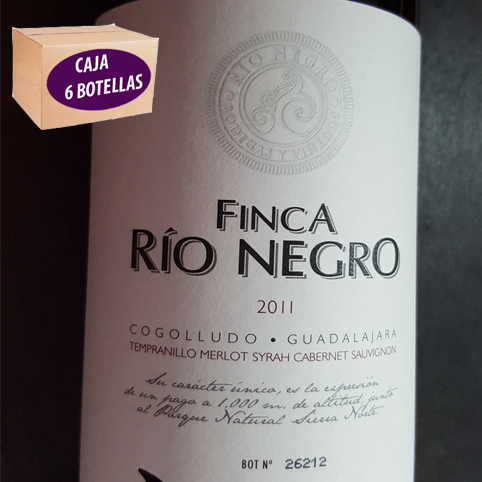 CAJA
6 BOTELLAS
RÍO NEGRO
BODEGAS Y VIÑEDOS
FINCA
RÍO NEGRO
2011
COGOLLUDO • GUADALAJARA
TEMPRANILLO MERLOT SYRAH CABERNET SAUVIGNON
Su carácter único, es la expresión
de un pago a 1.000 m. de altitud, junto
al Parque Natural Sierra Norte.
BOT Nº 26212